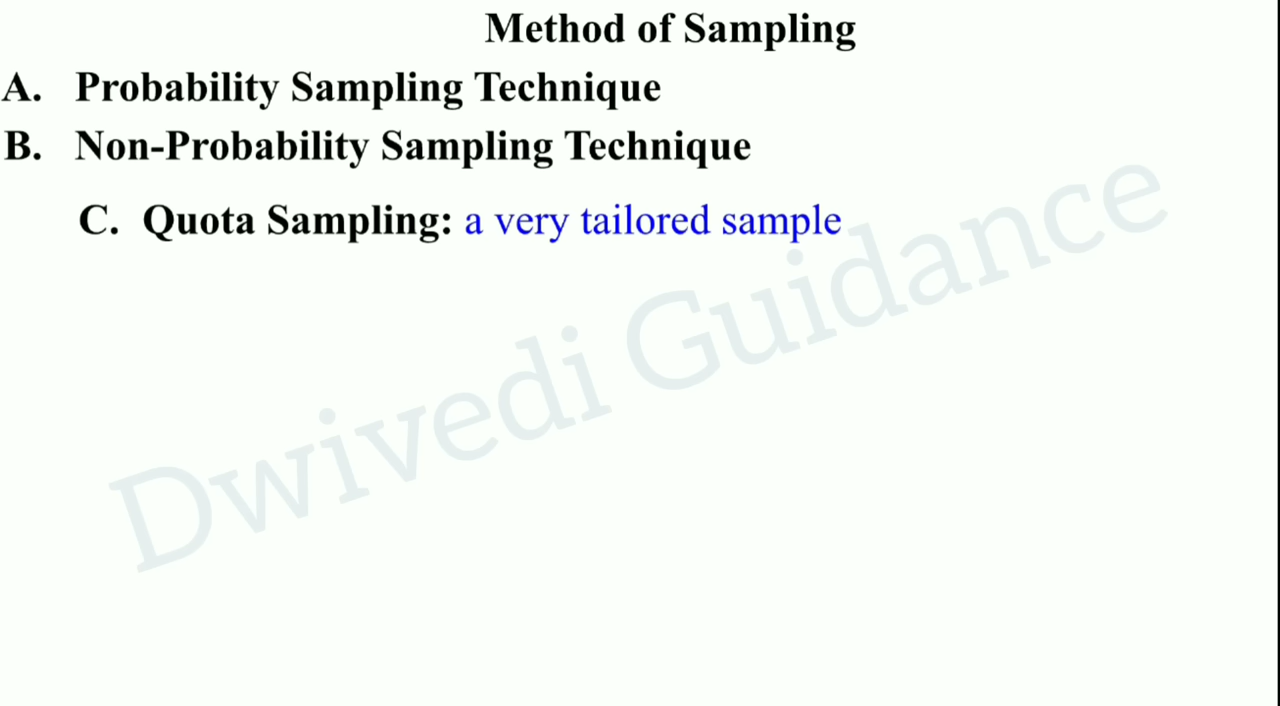 Method of Sampling
A. Probability Sampling Technique
B. Non-Probability Sampling Technique
C. Quota Sampling: a very tailored sample
Dwivedi Guidance